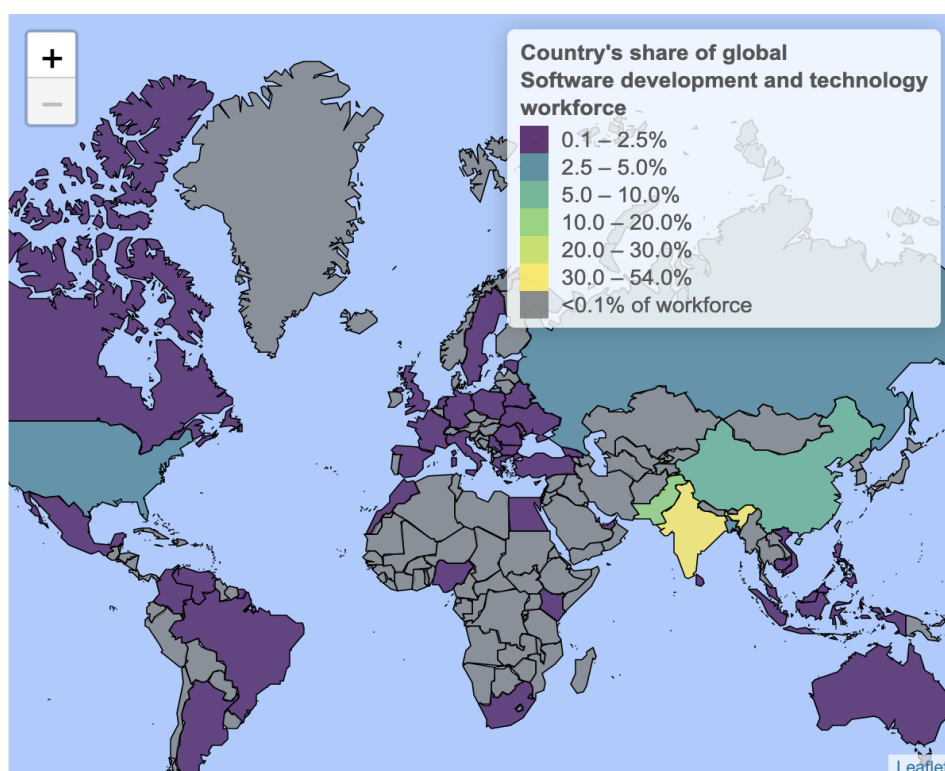 +
−
Country's share of global
Software development and technology
workforce
0.1 – 2.5%
2.5 – 5.0%
5.0 – 10.0%
10.0 – 20.0%
20.0 – 30.0%
30.0 – 54.0%
<0.1% of workforce
Leaflet